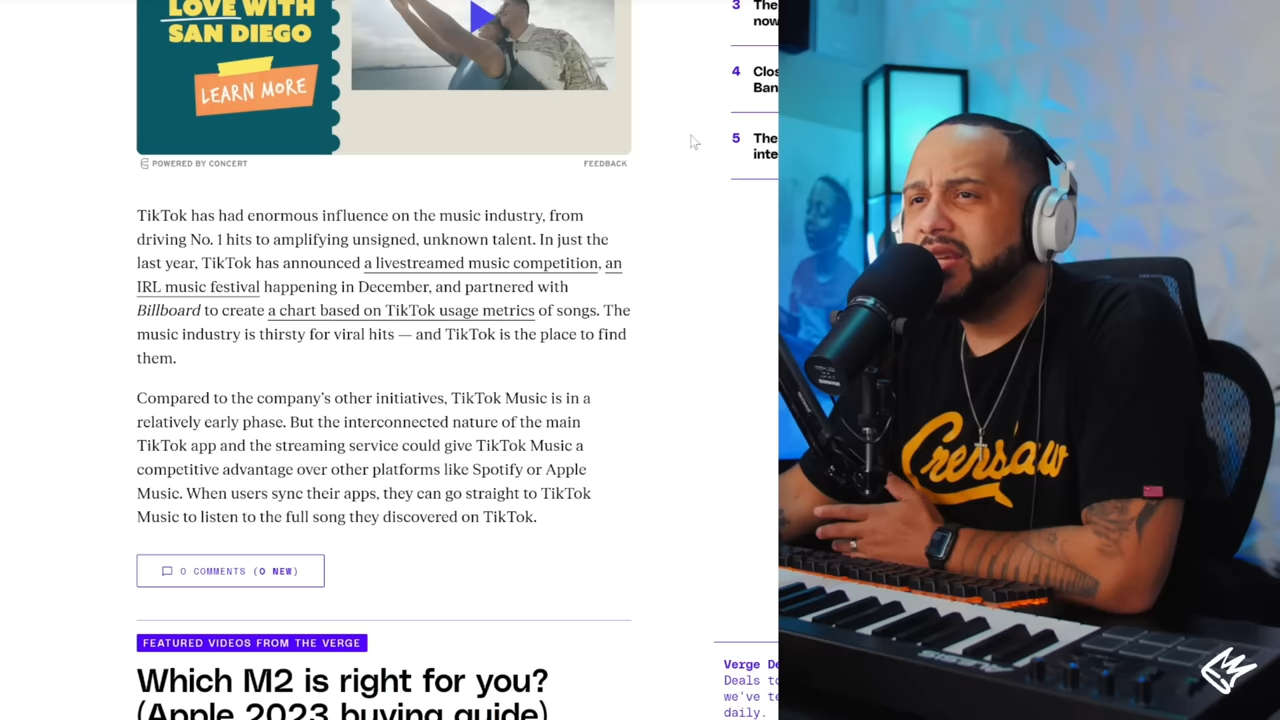 LOVE WITH
SAN DIEGO
LEARN MORE
POWERED BY CONCERT
FEEDBACK
TikTok has had enormous influence on the music industry, from
driving No. 1 hits to amplifying unsigned, unknown talent. In just the
last year, TikTok has announced a livestreamed music competition, an
IRL music festival happening in December, and partnered with
Billboard to create a chart based on TikTok usage metrics of songs. The
music industry is thirsty for viral hits — and TikTok is the place to find
them.
Compared to the company’s other initiatives, TikTok Music is in a
relatively early phase. But the interconnected nature of the main
TikTok app and the streaming service could give TikTok Music a
competitive advantage over other platforms like Spotify or Apple
Music. When users sync their apps, they can go straight to TikTok
Music to listen to the full song they discovered on TikTok.
0 COMMENTS (0 NEW)
FEATURED VIDEOS FROM THE VERGE
Which M2 is right for you?
(Apple 2023 buying guide)
3 The
now
4 Clos
Ban
5 The
inte
Verge De
Deals to
we've te
daily.
Crenshaw